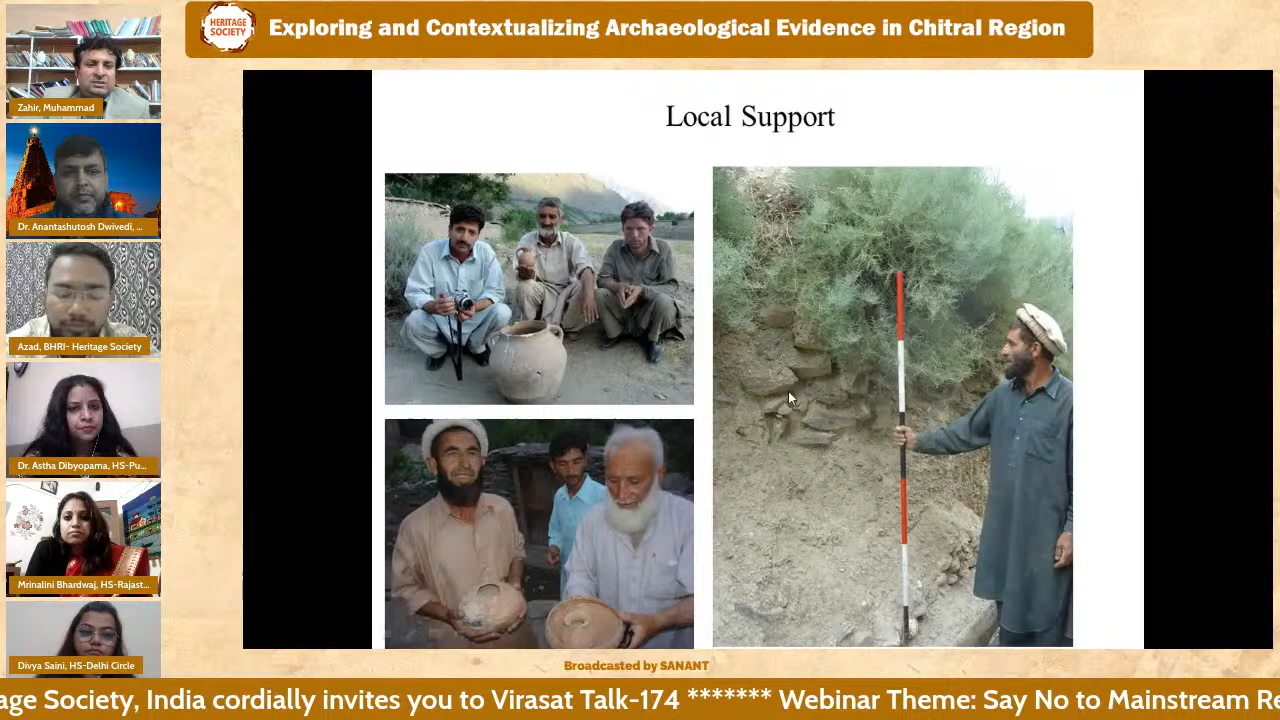 HERITAGE
SOCIETY
Exploring and Contextualizing Archaeological Evidence in Chitral Region
Zahir, Muhammad
Dr. Anantashutosh Dwivedi, ...
Azad, BHRI- Heritage Society
Dr. Astha Dibyopama, HS-Pu...
Mrinalini Bhardwaj, HS-Rajast...
Divya Saini, HS-Delhi Circle
Local Support
Broadcasted by SANANT
age Society, India cordially invites you to Virasat Talk-174 ******* Webinar Theme: Say No to Mainstream Re